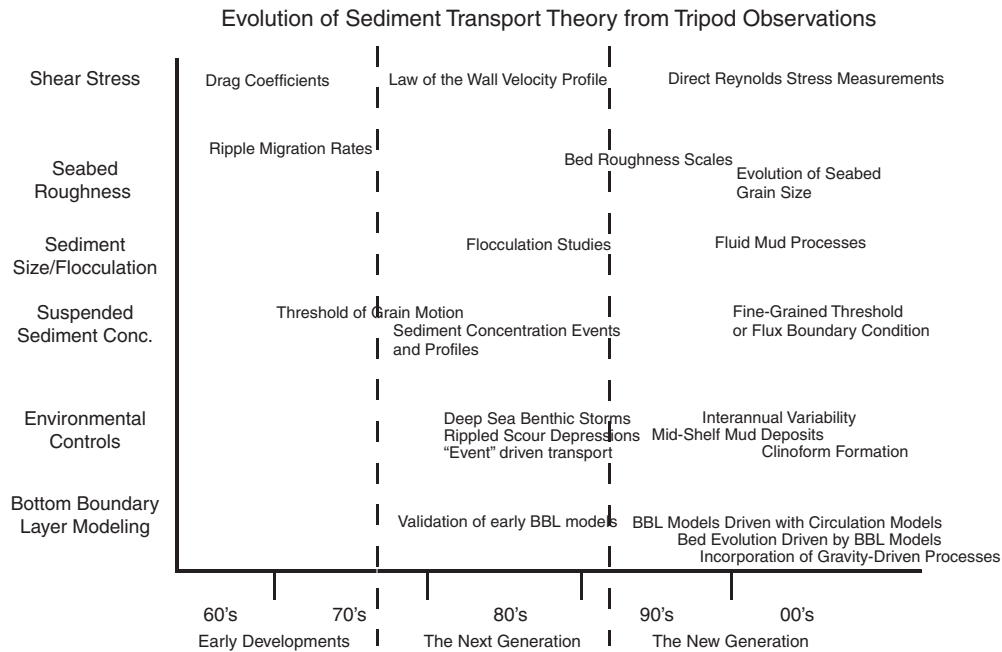 Evolution of Sediment Transport Theory from Tripod Observations
Shear Stress
Drag Coefficients
Law of the Wall Velocity Profile
Direct Reynolds Stress Measurements
Seabed
Roughness
Ripple Migration Rates
Bed Roughness Scales
Evolution of Seabed
Grain Size
Sediment
Size/Flocculation
Flocculation Studies
Fluid Mud Processes
Suspended
Sediment Conc.
Threshold of Grain Motion
Sediment Concentration Events
and Profiles
Fine-Grained Threshold
or Flux Boundary Condition
Environmental
Controls
Deep Sea Benthic Storms
Rippled Scour Depressions
“Event” driven transport
Interannual Variability
Mid-Shelf Mud Deposits
Clinoform Formation
Bottom Boundary
Layer Modeling
Validation of early BBL models
BBL Models Driven with Circulation Models
Bed Evolution Driven by BBL Models
Incorporation of Gravity-Driven Processes
60's
70's
80's
90's
00's
Early Developments
The Next Generation
The New Generation